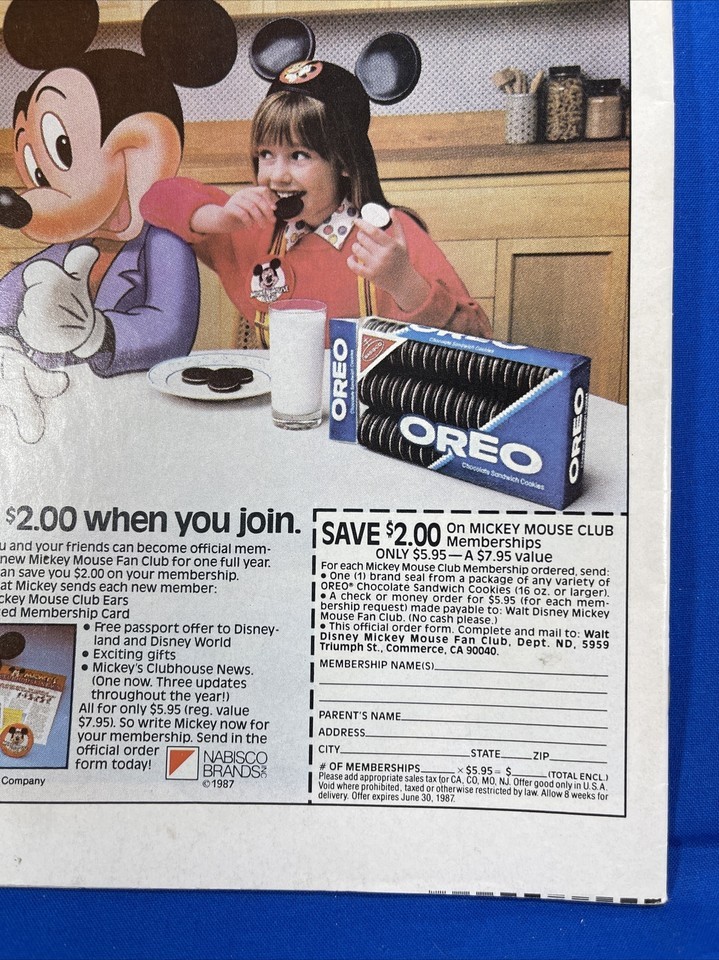 OREO
Chocolate Sandwich Cookies
OREO
Chocolate Sandwich Cookies
NABISCO
OREO
Chocolate Sandwich Cookies
OREO
$2.00 when you join.
u and your friends can become official mem-
new Mickey Mouse Fan Club for one full year.
an save you $2.00 on your membership.
at Mickey sends each new member:
ckey Mouse Club Ears
ed Membership Card
• Free passport offer to Disney-
land and Disney World
• Exciting gifts
• Mickey's Clubhouse News.
(One now. Three updates
throughout the year!)
All for only $5.95 (reg. value
$7.95). So write Mickey now for
your membership. Send in the
official order
form today!
NABISCO
BRANDS INC
©1987
Company
SAVE $2.00 ON MICKEY MOUSE CLUB
Memberships
ONLY $5.95—A $7.95 value
For each Mickey Mouse Club Membership ordered, send:
• One (1) brand seal from a package of any variety of
OREO® Chocolate Sandwich Cookies (16 oz. or larger).
• A check or money order for $5.95 (for each mem-
bership request) made payable to: Walt Disney Mickey
Mouse Fan Club. (No cash please.)
• This official order form. Complete and mail to: Walt
Disney Mickey Mouse Fan Club, Dept. ND, 5959
Triumph St., Commerce, CA 90040.
MEMBERSHIP NAME(S)
PARENT'S NAME
ADDRESS
CITY STATE ZIP
# OF MEMBERSHIPS × $5.95 = $ (TOTAL ENCL.)
Please add appropriate sales tax for CA, CO, MO, NJ. Offer good only in U.S.A.
Void where prohibited, taxed or otherwise restricted by law. Allow 8 weeks for
delivery. Offer expires June 30, 1987.